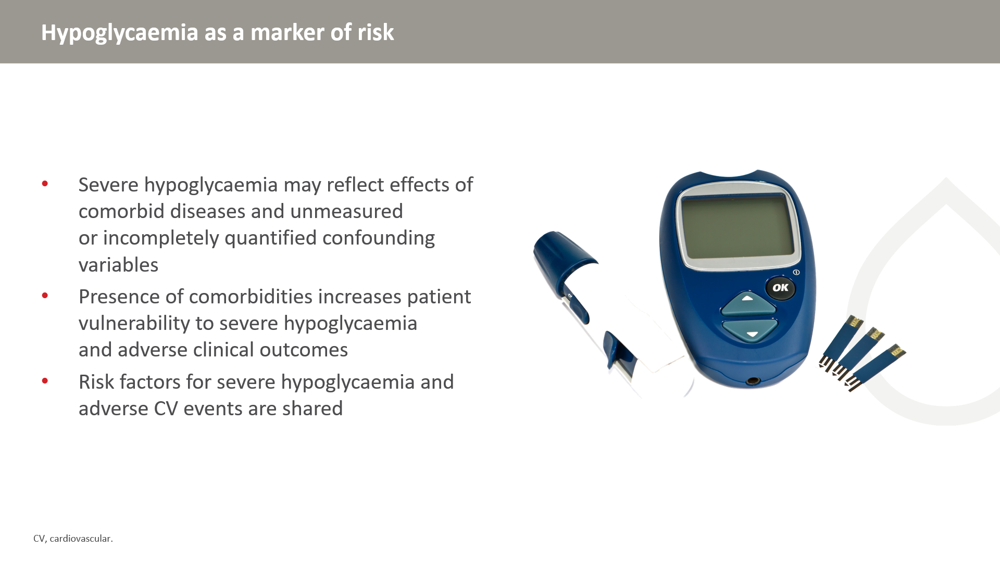 Hypoglycaemia as a marker of risk
• Severe hypoglycaemia may reflect effects of
comorbid diseases and unmeasured
or incompletely quantified confounding
variables
• Presence of comorbidities increases patient
vulnerability to severe hypoglycaemia
and adverse clinical outcomes
• Risk factors for severe hypoglycaemia and
adverse CV events are shared
OK
CV, cardiovascular.